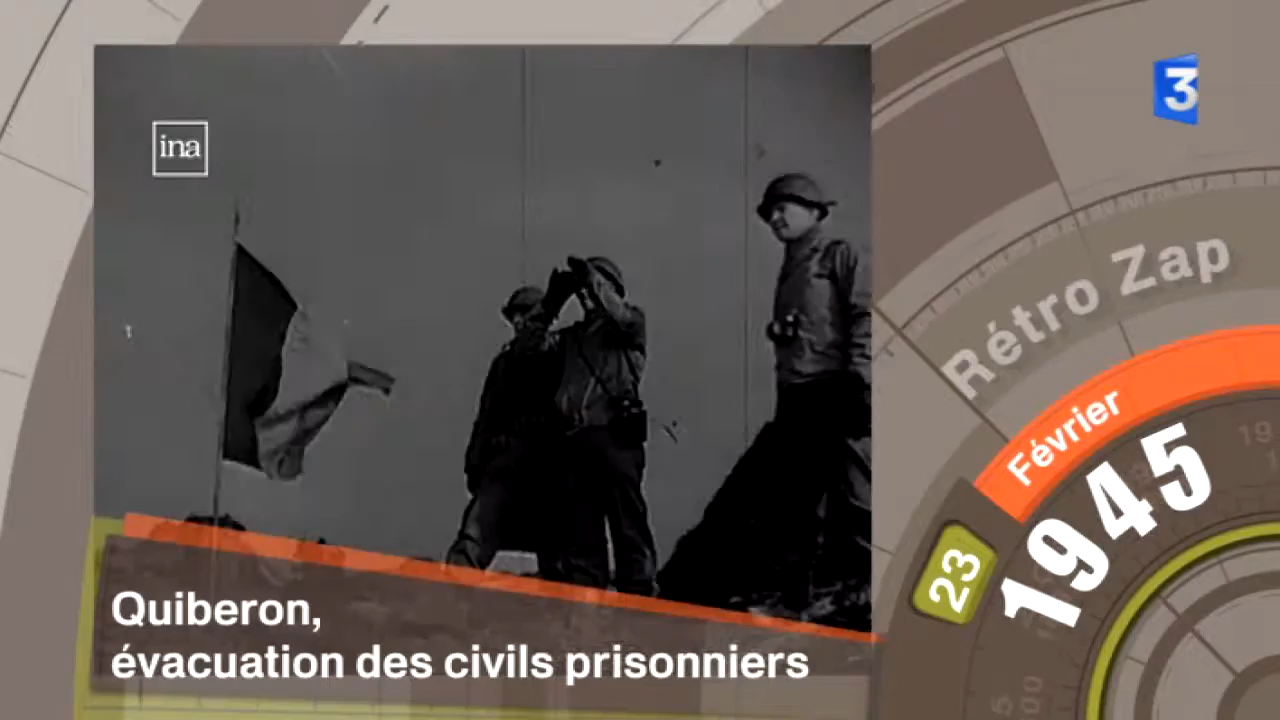 ina
3
Rétro Zap
Février
1945
23
Quiberon,
évacuation des civils prisonniers